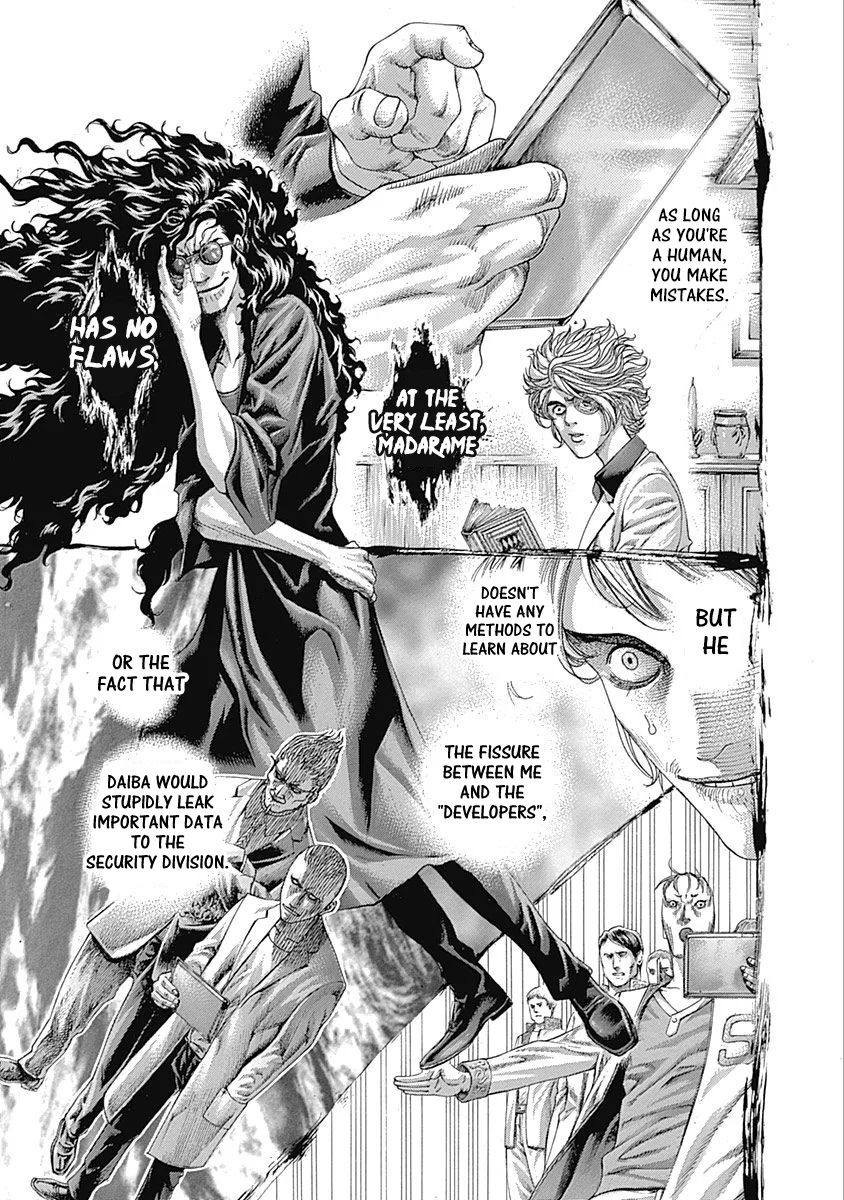 AS LONG
AS YOU'RE
A HUMAN,
YOU MAKE
MISTAKES.
AT THE
VERY LEAST,
MADARAME
HAS NO
FLAWS
BUT
HE
DOESN'T
HAVE ANY
METHODS TO
LEARN ABOUT
THE FISSURE
BETWEEN ME
AND THE
"DEVELOPERS",
OR THE
FACT THAT
DAIBA WOULD
STUPIDLY LEAK
IMPORTANT DATA
TO THE
SECURITY DIVISION.
S